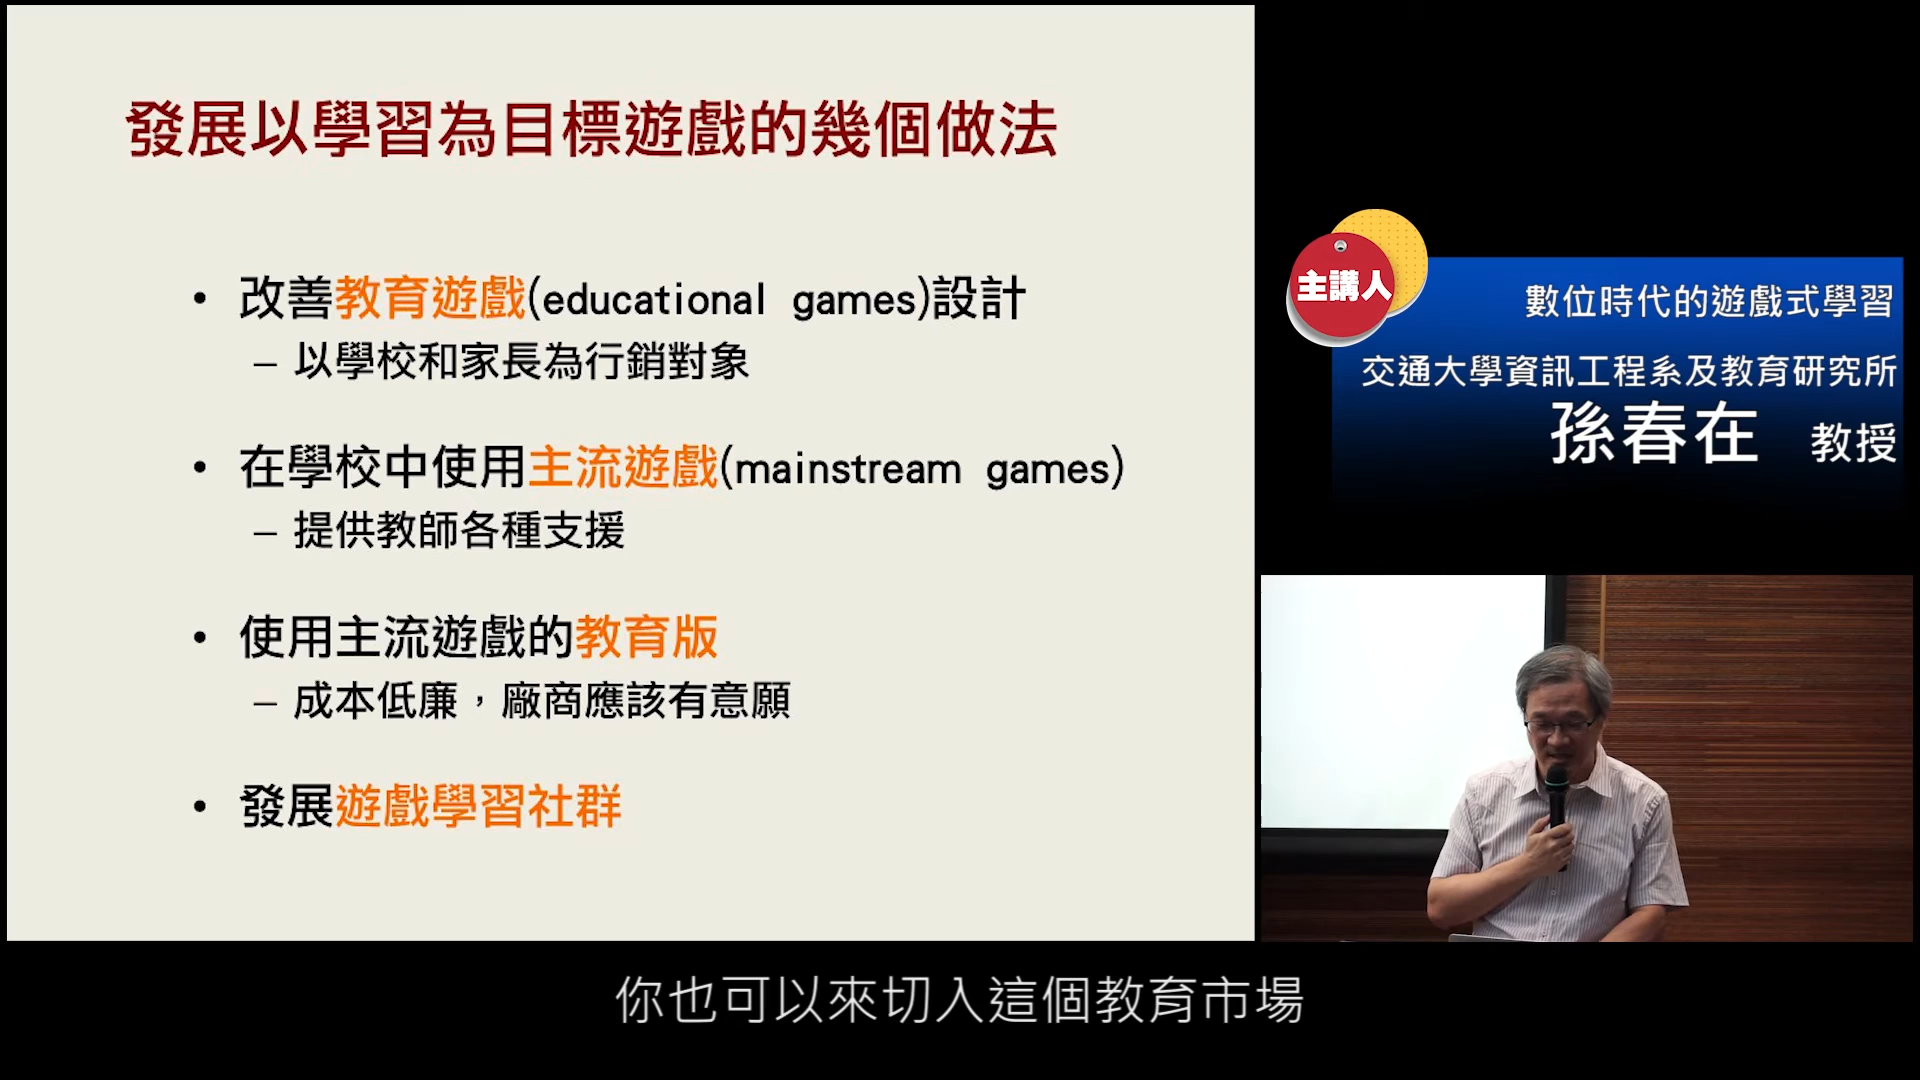 發展以學習為目標遊戲的幾個做法
• 改善教育遊戲(educational games)設計
– 以學校和家長為行銷對象
• 在學校中使用主流遊戲(mainstream games)
– 提供教師各種支援
• 使用主流遊戲的教育版
– 成本低廉，廠商應該有意願
• 發展遊戲學習社群
主講人
數位時代的遊戲式學習
交通大學資訊工程系及教育研究所
孫春在 教授
你也可以來切入這個教育市場